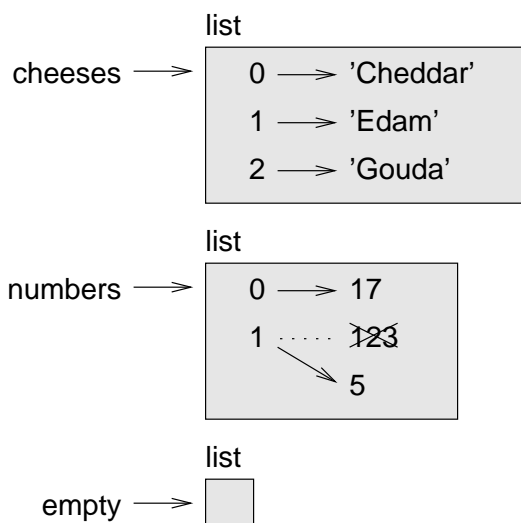 list
cheeses 0 ’Cheddar’
1 ’Edam’
2 ’Gouda’
list
numbers 0 17
1 123
5
list
empty